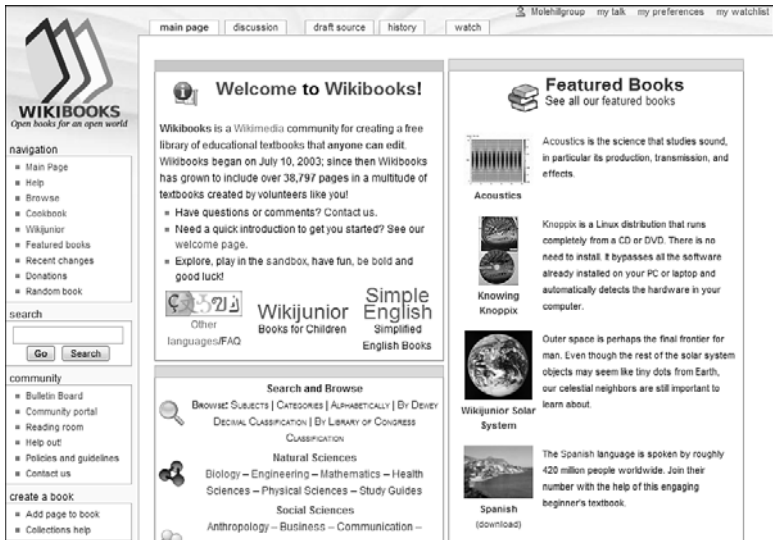 Molehillgroup my talk my preferences my watchlist
main page discussion draft source history watch
WIKIBOOKS
Open books for an open world
navigation
Main Page
Help
Browse
Cookbook
Wikijunior
Featured books
Recent changes
Donations
Random book
search
Go Search
community
Bulletin Board
Community portal
Reading room
Help out!
Policies and guidelines
Contact us
create a book
Add page to book
Collections help
Welcome to Wikibooks!
Wikibooks is a Wikimedia community for creating a free
library of educational textbooks that anyone can edit.
Wikibooks began on July 10, 2003; since then Wikibooks
has grown to include over 38,797 pages in a multitude of
textbooks created by volunteers like you!
Have questions or comments? Contact us.
Need a quick introduction to get you started? See our
welcome page.
Explore, play in the sandbox, have fun, be bold and
good luck!
Other
languages/FAQ
Wikijunior
Books for Children
Simple
English
Simplified
English Books
Search and Browse
Browse: Subjects | Categories | Alphabetically | By Dewey
Decimal Classification | By Library of Congress
Classification
Natural Sciences
Biology – Engineering – Mathematics – Health
Sciences – Physical Sciences – Study Guides
Social Sciences
Anthropology – Business – Communication –
Featured Books
See all our featured books
Acoustics
Acoustics is the science that studies sound,
in particular its production, transmission, and
effects.
Knowing
Knoppix
Knoppix is a Linux distribution that runs
completely from a CD or DVD. There is no
need to install. It bypasses all the software
already installed on your PC or laptop and
automatically detects the hardware in your
computer.
Wikijunior Solar
System
Outer space is perhaps the final frontier for
man. Even though the rest of the solar system
objects may seem like tiny dots from Earth,
our celestial neighbors are still important to
learn about.
Spanish
(download)
The Spanish language is spoken by roughly
420 million people worldwide. Join their
number with the help of this engaging
beginner's textbook.